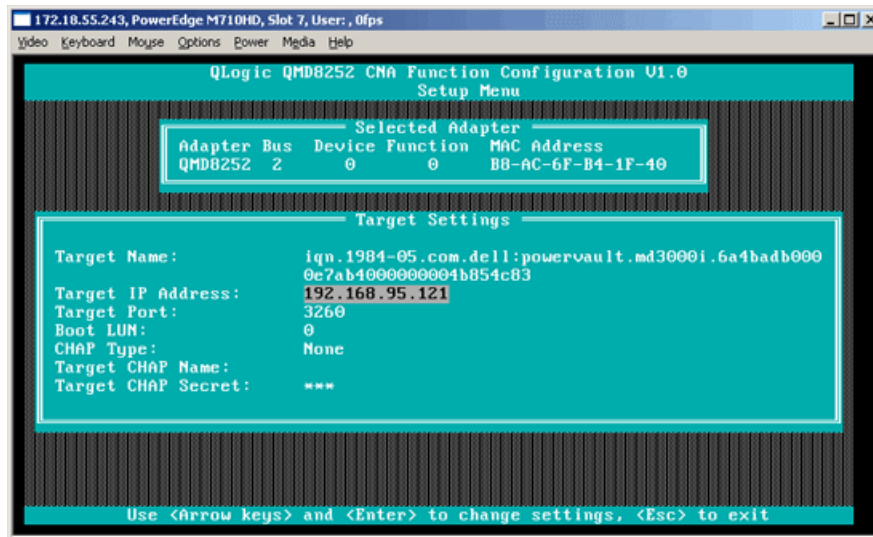 172.18.55.243, PowerEdge M710HD, Slot 7, User: , 0fps
Video Keyboard Mouse Options Power Media Help
QLogic QMD8252 CNA Function Configuration V1.0
Setup Menu
Selected Adapter
Adapter Bus Device Function MAC Address
QMD8252 2 0 0 B8-AC-6F-B4-1F-40
Target Settings
Target Name: iqn.1984-05.com.dell:powervault.md3000i.6a4badb000
0e7ab4000000004b854c83
Target IP Address: 192.168.95.121
Target Port: 3260
Boot LUN: 0
CHAP Type: None
Target CHAP Name:
Target CHAP Secret: ***
Use <Arrow keys> and <Enter> to change settings, <Esc> to exit